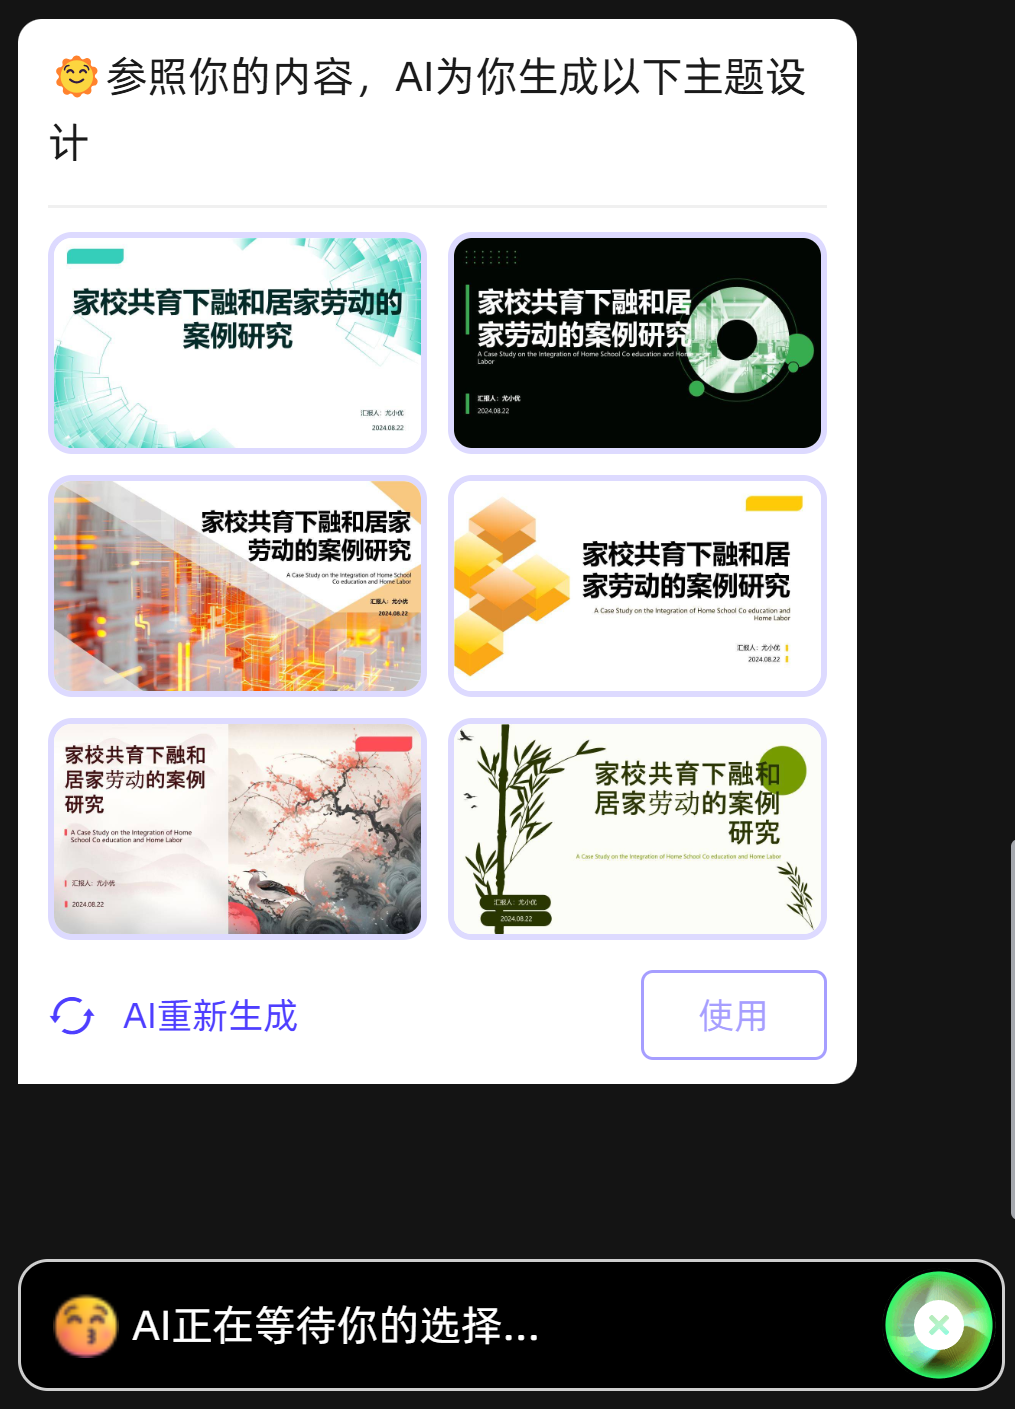 参照你的内容，AI为你生成以下主题设
计
家校共育下融和居家劳动的
案例研究
汇报人：尤小优
2024.08.22
家校共育下融和居
家劳动的案例研究
A Case Study on the Integration of Home School Co education and Home
Labor
汇报人：尤小优
2024.08.22
家校共育下融和居家
劳动的案例研究
A Case Study on the Integration of Home School
Co education and Home Labor
汇报人：尤小优
2024.08.22
家校共育下融和居
家劳动的案例研究
A Case Study on the Integration of Home School Co education and
Home Labor
汇报人：尤小优
2024.08.22
家校共育下融和
居家劳动的案例
研究
A Case Study on the Integration of Home
School Co education and Home Labor
汇报人：尤小优
2024.08.22
家校共育下融和
居家劳动的案例
研究
A Case Study on the Integration of Home School Co education and Home Labor
汇报人：尤小优
2024.08.22
AI重新生成
使用
AI正在等待你的选择...